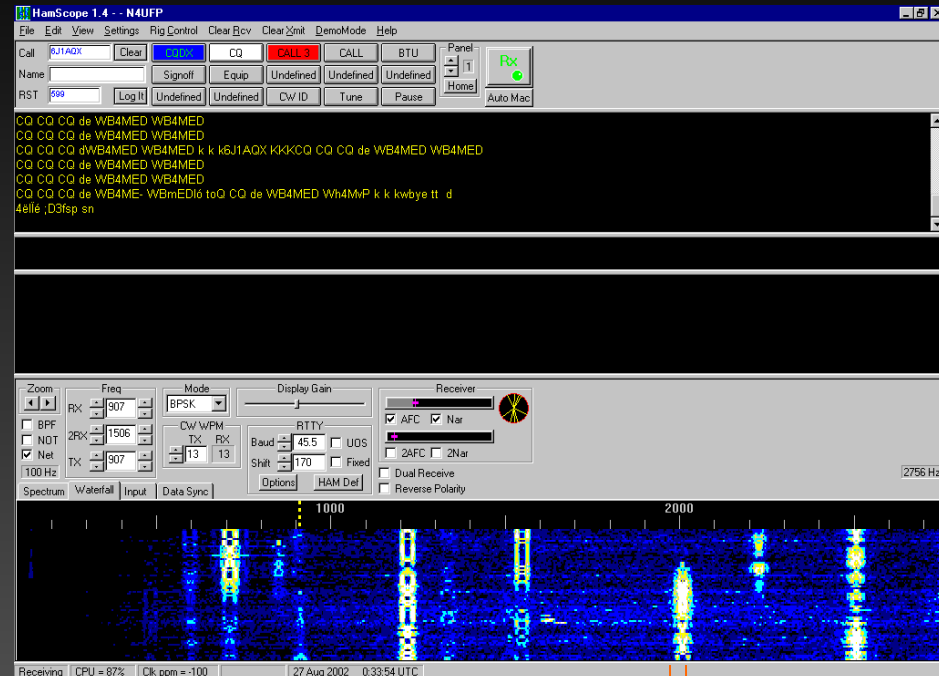 HamScope 1.4 - - N4UFP
File Edit View Settings Rig Control Clear Rcv Clear Xmit DemoMode Help
Call 6J1AQX Clear CQDX CQ CALL 3 CALL BTU Panel 1 Rx
Name Signoff Equip Undefined Undefined Undefined Home
RST 599 Log It Undefined Undefined CW ID Tune Pause Auto Mac
CQ CQ CQ de WB4MED WB4MED
CQ CQ CQ de WB4MED WB4MED
CQ CQ CQ dWB4MED WB4MED k k k6J1AQX KKKCQ CQ CQ de WB4MED WB4MED
CQ CQ CQ de WB4MED WB4MED
CQ CQ CQ de WB4MED WB4MED
CQ CQ CQ de WB4ME- WBmEDló toQ CQ de WB4MED Wh4MvP k k kwbye tt d
4ëlÏé ;D3fsp sn
Zoom Freq Mode Display Gain Receiver
RX 907 BPSK
BPF CW WPM RTTY AFC Nar
NOT 2RX 1506 TX RX Baud 45.5 UOS
Net TX 907 13 13 Shift 170 Fixed 2AFC 2Nar
100 Hz Options HAM Def Dual Receive 2756 Hz
Spectrum Waterfall Input Data Sync Reverse Polarity
1000 2000
Receiving CPU = 87% Clk ppm = -100 27 Aug 2002 0:33:54 UTC